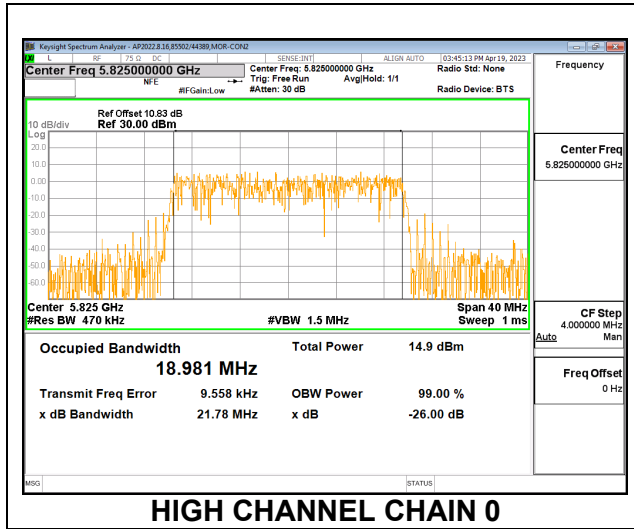 Keysight Spectrum Analyzer - AP2022.8.16,85502/44389,MOR-CON2
L RF 75 Ω DC SENSE:INT ALIGN AUTO 03:45:13 PM Apr 19, 2023
Center Freq 5.825000000 GHz Center Freq: 5.825000000 GHz Radio Std: None Frequency
NFE Trig: Free Run Avg|Hold: 1/1
#IFGain:Low #Atten: 30 dB Radio Device: BTS
Ref Offset 10.83 dB
10 dB/div Ref 30.00 dBm
Log
20.0
10.0
0.00
-10.0
-20.0
-30.0
-40.0
-50.0
-60.0
Center Freq
5.825000000 GHz
Center 5.825 GHz Span 40 MHz
#Res BW 470 kHz #VBW 1.5 MHz Sweep 1 ms
CF Step
4.000000 MHz
Auto Man
Occupied Bandwidth Total Power 14.9 dBm
18.981 MHz
Freq Offset
0 Hz
Transmit Freq Error 9.558 kHz OBW Power 99.00 %
x dB Bandwidth 21.78 MHz x dB -26.00 dB
MSG STATUS
HIGH CHANNEL CHAIN 0